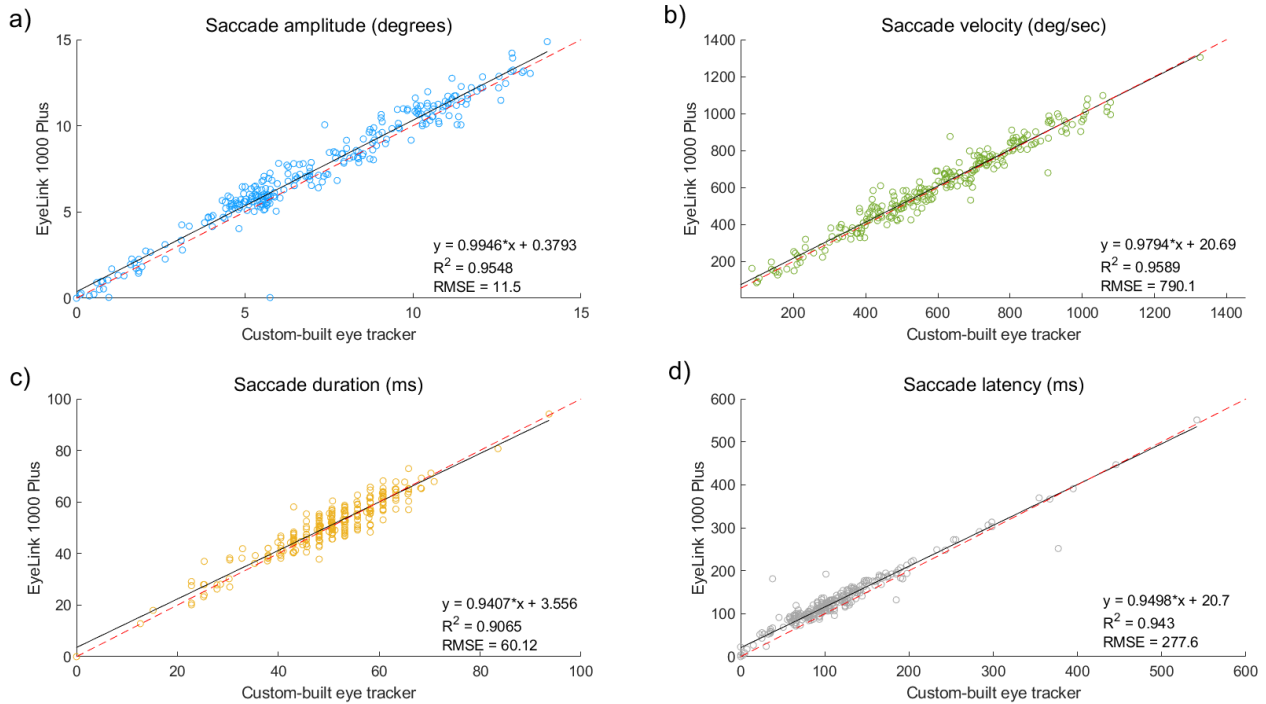 a)
Saccade amplitude (degrees)
EyeLink 1000 Plus
15
10
5
0
y = 0.9946*x + 0.3793
R² = 0.9548
RMSE = 11.5
0 5 10 15
Custom-built eye tracker
b)
Saccade velocity (deg/sec)
EyeLink 1000 Plus
1400
1200
1000
800
600
400
200
y = 0.9794*x + 20.69
R² = 0.9589
RMSE = 790.1
200 400 600 800 1000 1200 1400
Custom-built eye tracker
c)
Saccade duration (ms)
EyeLink 1000 Plus
100
80
60
40
20
0
y = 0.9407*x + 3.556
R² = 0.9065
RMSE = 60.12
0 20 40 60 80 100
Custom-built eye tracker
d)
Saccade latency (ms)
EyeLink 1000 Plus
600
500
400
300
200
100
0
y = 0.9498*x + 20.7
R² = 0.943
RMSE = 277.6
0 100 200 300 400 500 600
Custom-built eye tracker